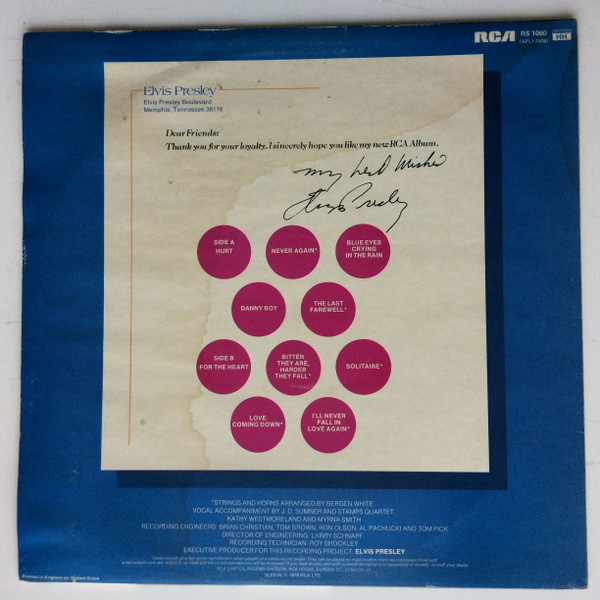 RCA RS 1060
(APL1 1506)
Elvis Presley
Elvis Presley Boulevard
Memphis, Tennessee 38116
Dear Friends:
Thank you for your loyalty. I sincerely hope you like my new RCA Album.
my best wishes
Elvis Presley
SIDE A
HURT
NEVER AGAIN*
BLUE EYES
CRYING
IN THE RAIN
DANNY BOY
THE LAST
FAREWELL*
SIDE B
FOR THE HEART
BITTER
THEY ARE,
HARDER
THEY FALL*
SOLITAIRE*
LOVE
COMING DOWN*
I'LL NEVER
FALL IN
LOVE AGAIN*
*STRINGS AND HORNS ARRANGED BY BERGEN WHITE
VOCAL ACCOMPANIMENT BY J. D. SUMNER AND STAMPS QUARTET,
KATHY WESTMORELAND AND MYRNA SMITH
RECORDING ENGINEERS: BRIAN CHRISTIAN, TOM BROWN, RON OLSON, AL PACHUCKI AND TOM PICK
DIRECTOR OF ENGINEERING: LARRY SCHNAPF
RECORDING TECHNICIAN: ROY SHOCKLEY
EXECUTIVE PRODUCER FOR THIS RECORDING PROJECT: ELVIS PRESLEY
Printed in England